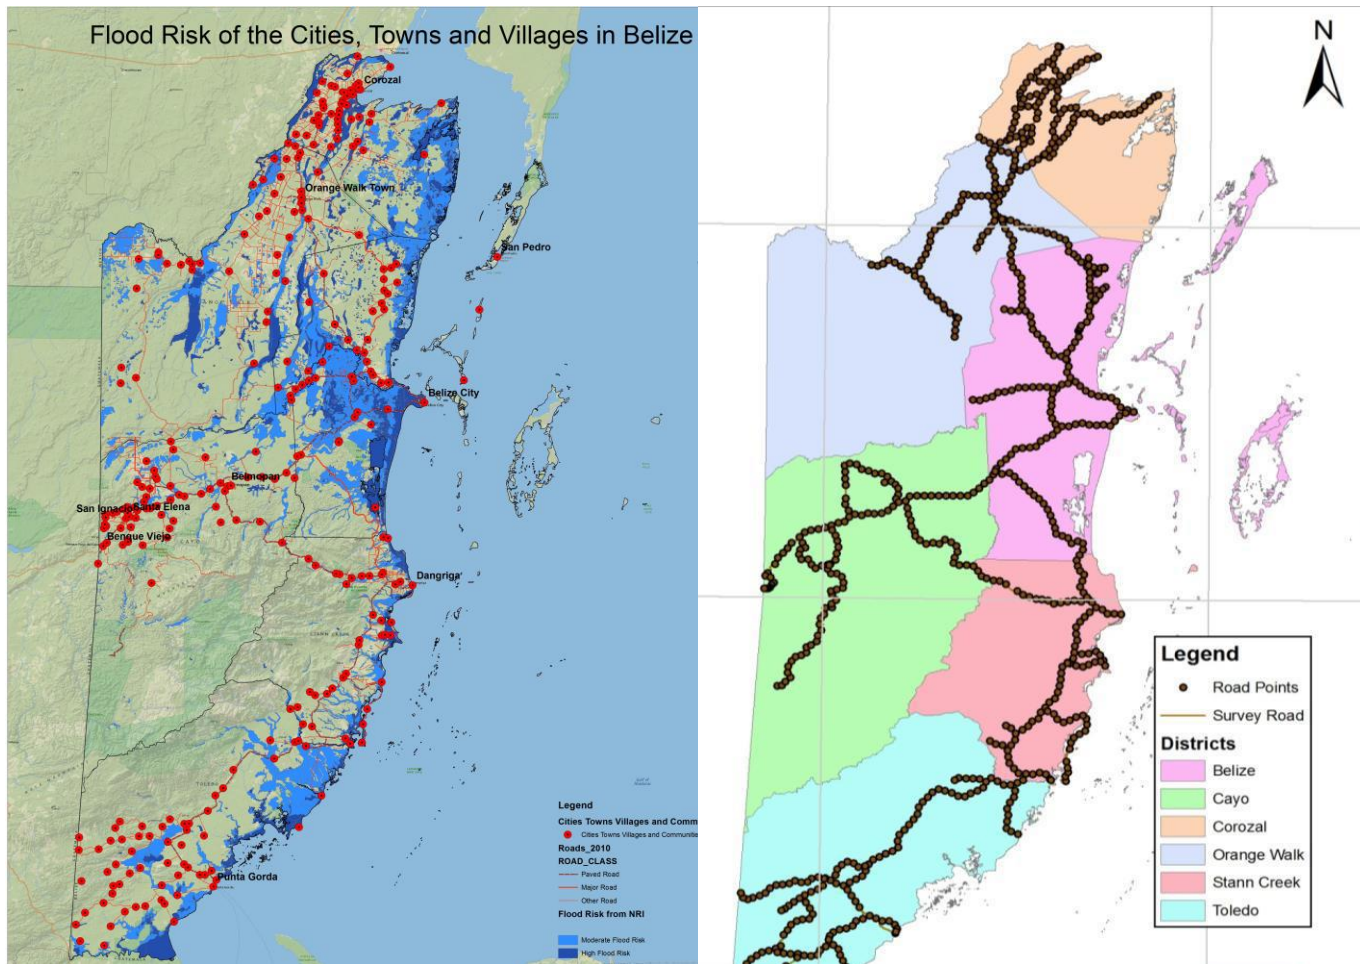 Flood Risk of the Cities, Towns and Villages in Belize
Corozal
Orange Walk Town
San Pedro
Belize City
Belmopan
San Ignacio
Santa Elena
Benque Viejo
Dangriga
Punta Gorda
Legend
Cities Towns Villages and Comm
Cities Towns Villages and Communitie
Roads_2010
ROAD_CLASS
Paved Road
Major Road
Other Road
Flood Risk from NRI
Moderate Flood Risk
High Flood Risk
N
Legend
Road Points
Survey Road
Districts
Belize
Cayo
Corozal
Orange Walk
Stann Creek
Toledo